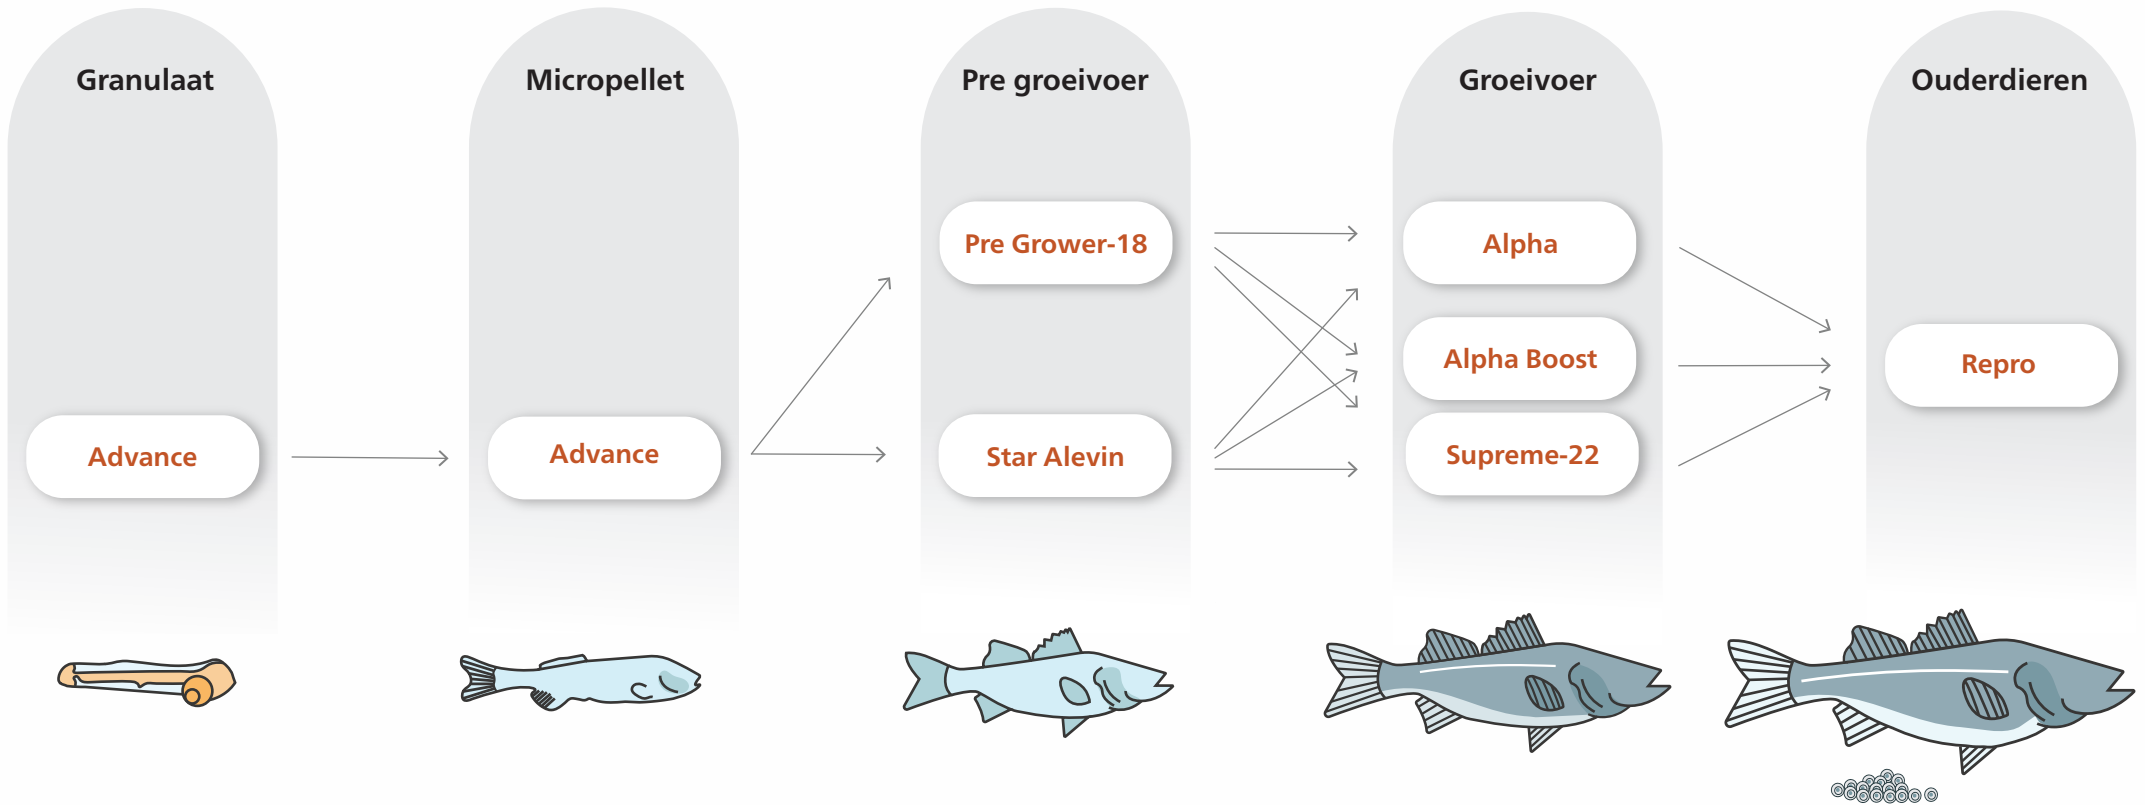 Granulaat
Micropellet
Pre groeivoer
Groeivoer
Ouderdieren
Pre Grower-18
Alpha
Alpha Boost
Repro
Advance
Advance
Star Alevin
Supreme-22